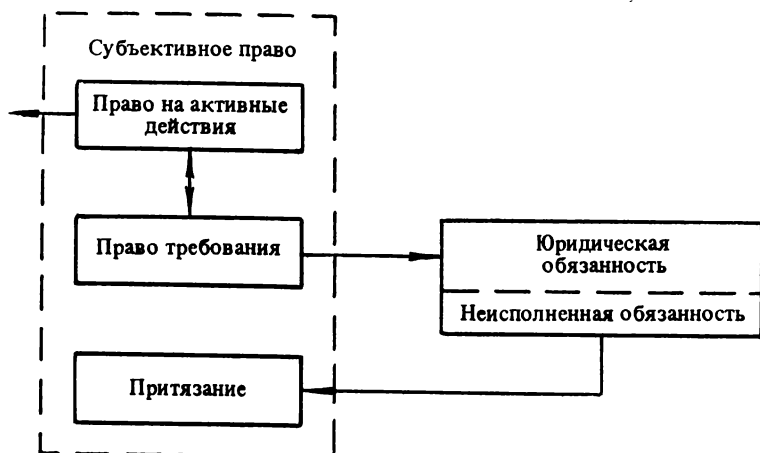 Субъективное право
Право на активные
действия
Право требования
Юридическая
обязанность
Неисполненная обязанность
Притязание